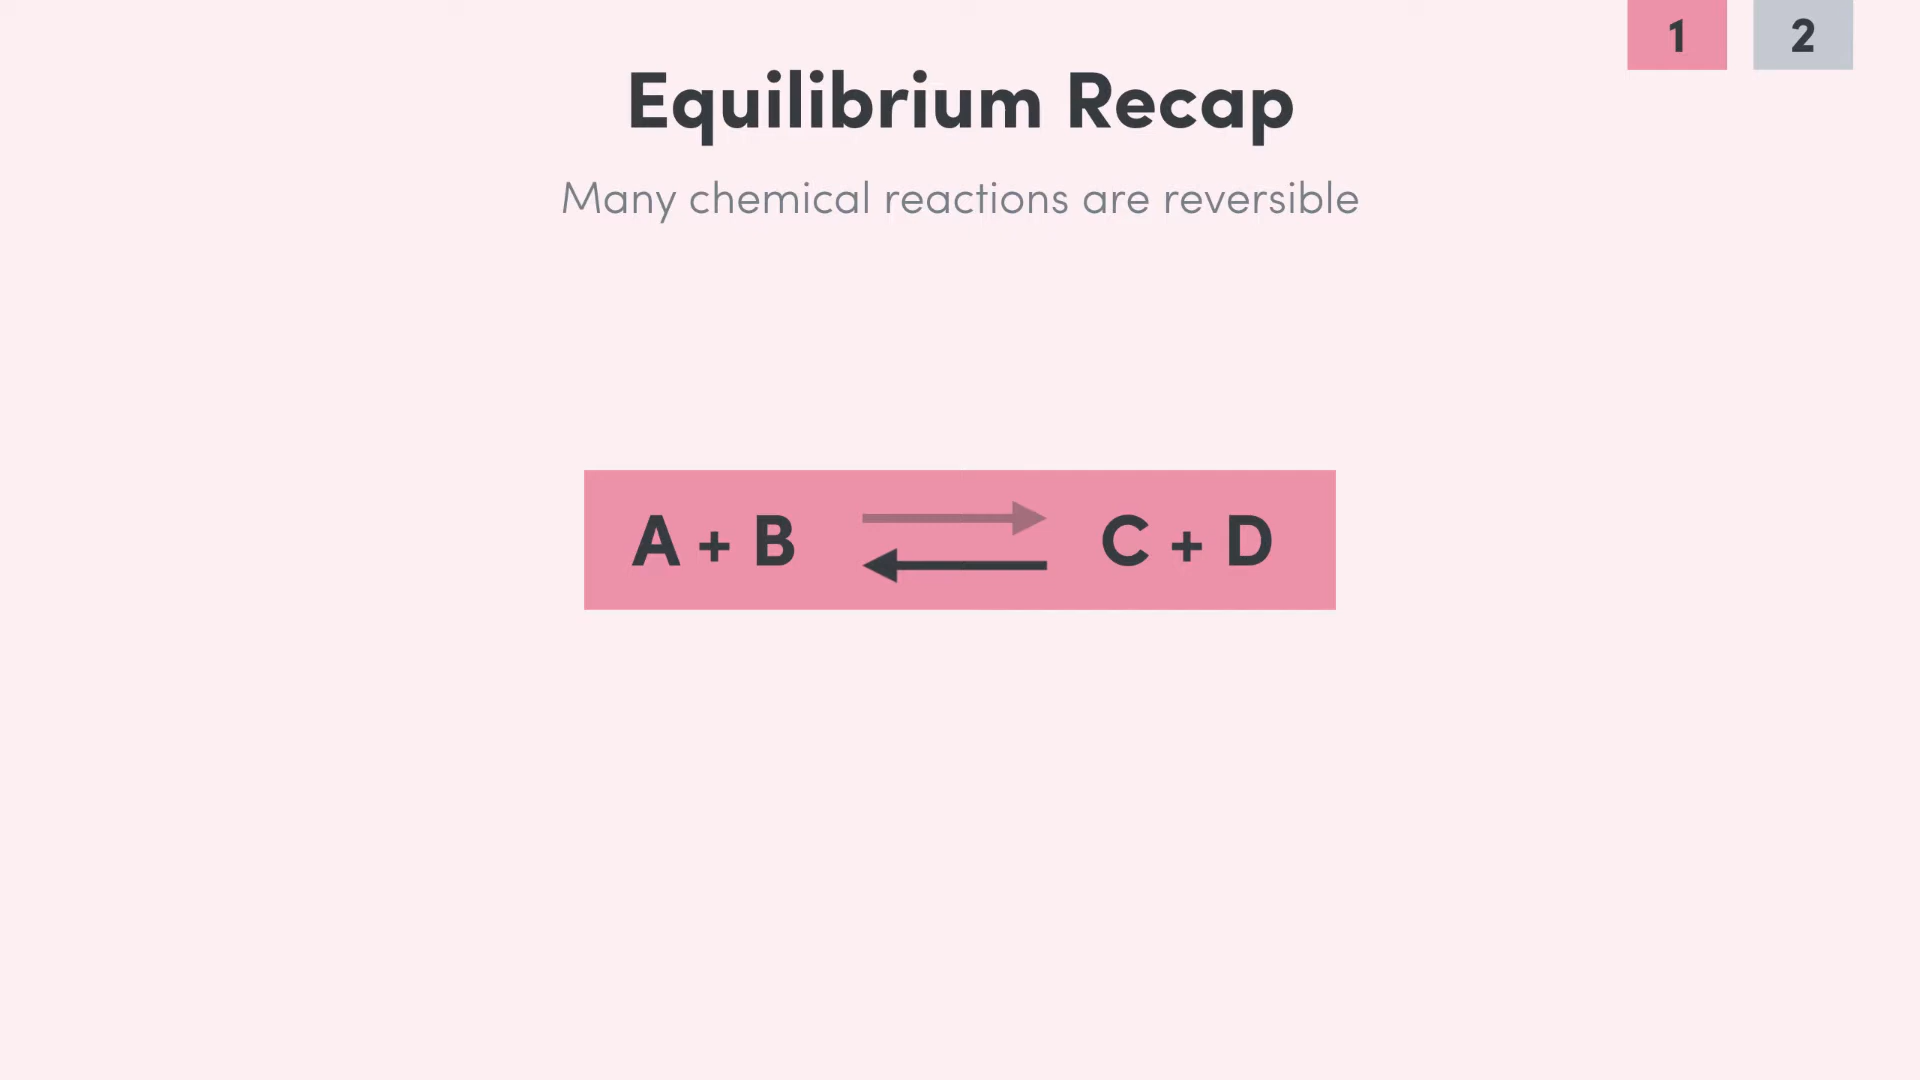 1 2
Equilibrium Recap
Many chemical reactions are reversible
A + B ⇄ C + D